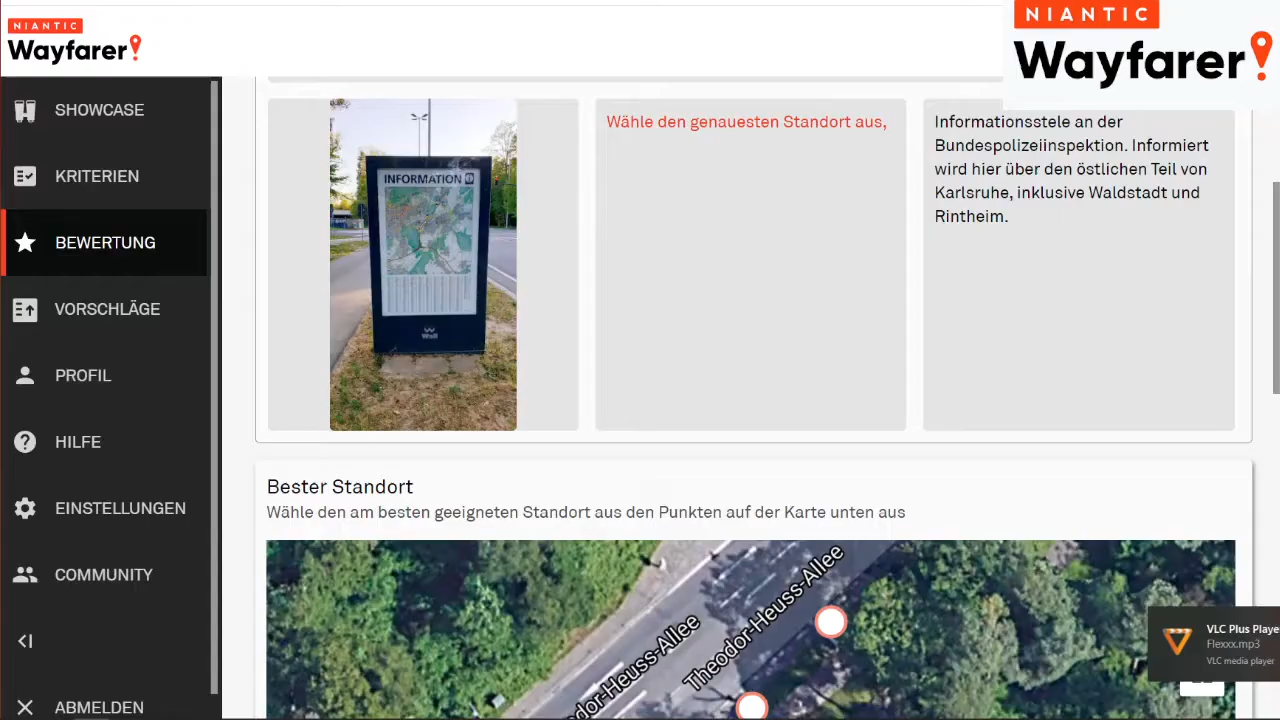 NIANTIC
Wayfarer!
NIANTIC
Wayfarer!
SHOWCASE
KRITERIEN
BEWERTUNG
VORSCHLÄGE
PROFIL
HILFE
EINSTELLUNGEN
COMMUNITY
ABMELDEN
INFORMATION
Wall
Wähle den genauesten Standort aus,
Informationsstele an der
Bundespolizeiinspektion. Informiert
wird hier über den östlichen Teil von
Karlsruhe, inklusive Waldstadt und
Rintheim.
Bester Standort
Wähle den am besten geeigneten Standort aus den Punkten auf der Karte unten aus
Theodor-Heuss-Allee
dor-Heuss-Allee
VLC Plus Playe
Flexxx.mp3
VLC media player